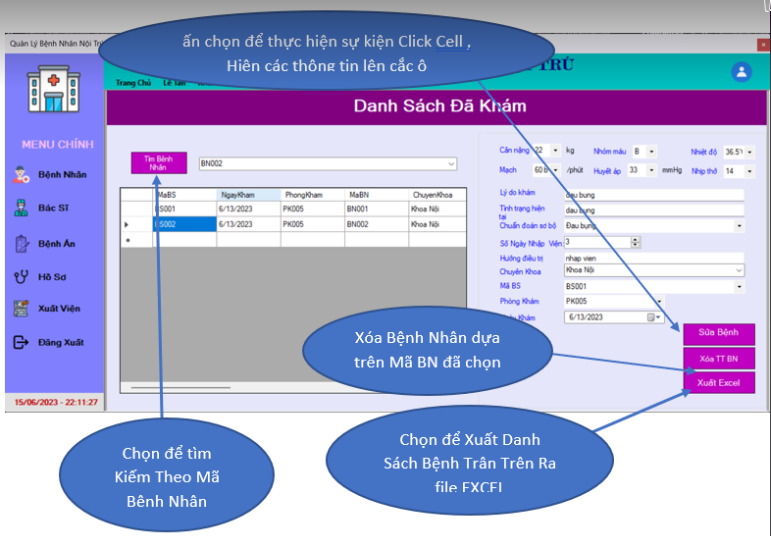 ấn chọn để thực hiện sự kiện Click Cell ,
Hiện các thông tin lên các ô
Quản Lý Bệnh Nhân Nội Trú
TRÚ
Trang Chủ Lễ Tân
Danh Sách Đã Khám
MENU CHÍNH
Bệnh Nhân
Bác Sĩ
Bệnh Án
Hồ Sơ
Xuất Viện
Đăng Xuất
15/06/2023 - 22:11:27
Tìm Bệnh
Nhân
BN002
MaBS NgayKham PhongKham MaBN ChuyenKhoa
BS001 6/13/2023 PK005 BN001 Khoa Nội
BS002 6/13/2023 PK005 BN002 Khoa Nội
Cân nặng 22 kg Nhóm máu B Nhiệt độ 36.5
Mạch 60 /phút Huyết áp 33 mmHg Nhịp thở 14
Lý do khám dau bung
Tình trạng hiện
tại
dau bung
Chuẩn đoán sơ bộ Đau bụng
Số Ngày Nhập Viện: 3
Hướng điều trị nhap vien
Chuyên Khoa Khoa Nội
Mã BS BS001
Phòng Khám PK005
Khám 6/13/2023
Sửa Bệnh
Xóa TT BN
Xuất Excel
Xóa Bệnh Nhân dựa
trên Mã BN đã chọn
Chọn để tìm
Kiếm Theo Mã
Bệnh Nhân
Chọn để Xuất Danh
Sách Bệnh Trân Trên Ra
file EXCEL